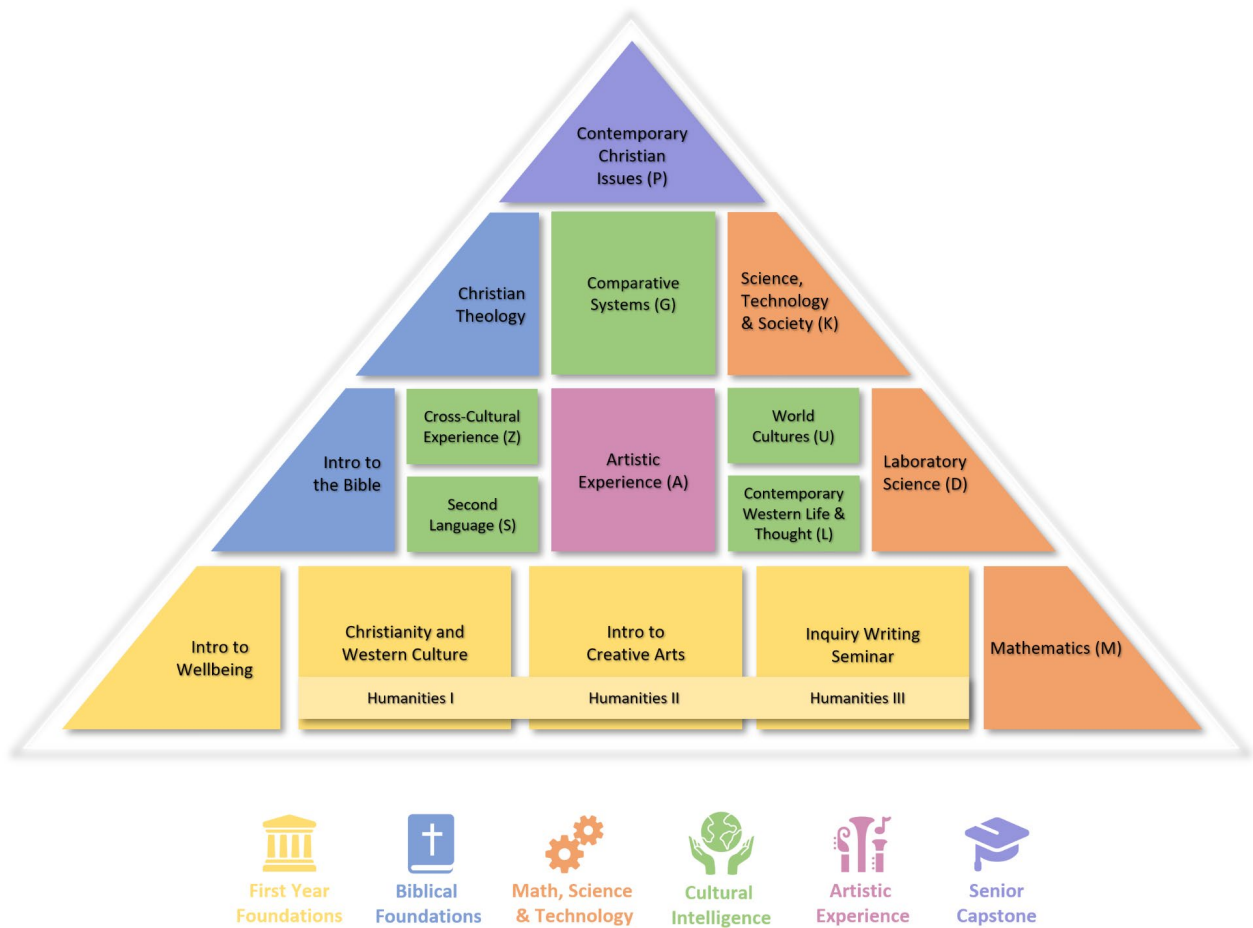 Contemporary
Christian
Issues (P)
Christian
Theology
Comparative
Systems (G)
Science,
Technology
& Society (K)
Intro to
the Bible
Cross-Cultural
Experience (Z)
Second
Language (S)
Artistic
Experience (A)
World
Cultures (U)
Contemporary
Western Life &
Thought (L)
Laboratory
Science (D)
Intro to
Wellbeing
Christianity and
Western Culture
Humanities I
Intro to
Creative Arts
Humanities II
Inquiry Writing
Seminar
Humanities III
Mathematics (M)
First Year
Foundations
Biblical
Foundations
Math, Science
& Technology
Cultural
Intelligence
Artistic
Experience
Senior
Capstone